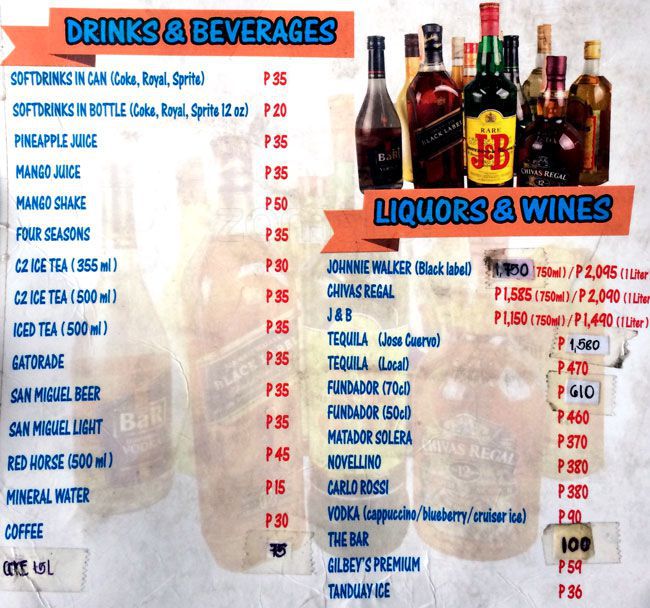 DRINKS & BEVERAGES
SOFTDRINKS IN CAN (Coke, Royal, Sprite) P 35
SOFTDRINKS IN BOTTLE (Coke, Royal, Sprite 12 oz) P 20
PINEAPPLE JUICE P 35
MANGO JUICE P 35
MANGO SHAKE P 50
FOUR SEASONS P 35
C2 ICE TEA ( 355 ml ) P 30
C2 ICE TEA ( 500 ml ) P 35
ICED TEA ( 500 ml ) P 35
GATORADE P 35
SAN MIGUEL BEER P 35
SAN MIGUEL LIGHT P 35
RED HORSE (500 ml ) P 45
MINERAL WATER P 15
COFFEE P 30
COKE 1.5L 75
BLACK LABEL
RARE
J&B
CHIVAS REGAL
12
LIQUORS & WINES
JOHNNIE WALKER (Black label) 1,750 (750ml) / P 2,095 (1 Liter
CHIVAS REGAL P 1,585 (750ml) / P 2,090 (1 Liter
J & B P 1,150 (750ml) / P 1,490 (1 Liter)
TEQUILA (Jose Cuervo) P 1,580
TEQUILA (Local) P 470
FUNDADOR (70cl) P 610
FUNDADOR (50cl) P 460
MATADOR SOLERA P 370
NOVELLINO P 380
CARLO ROSSI P 380
VODKA (cappuccino/blueberry/cruiser ice) P 90
THE BAR 100
GILBEY'S PREMIUM P 59
TANDUAY ICE P 36
BLACK LABEL
CHIVAS REGAL
12